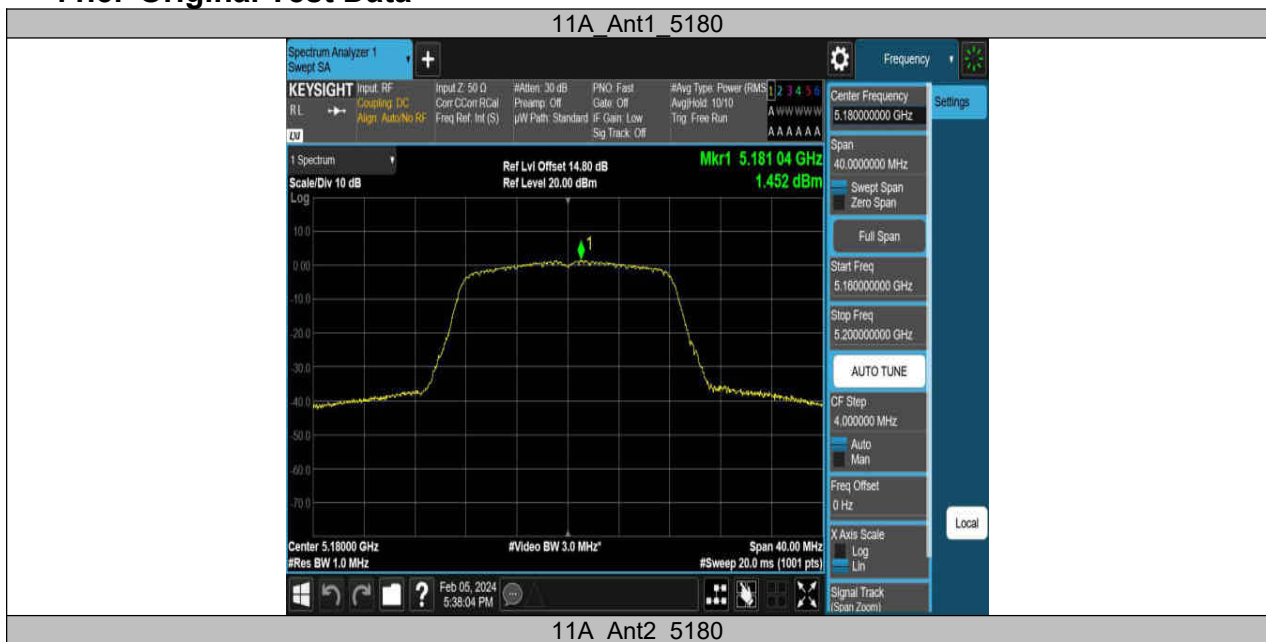 Original Test Data
11A_Ant1_5180
Spectrum Analyzer 1
Swept SA
+
Frequency
KEYSIGHT
RL
LXI
Input: RF
Coupling: DC
Align: Auto/No RF
Input Z: 50 Ω
Corr CCorr RCal
Freq Ref: Int (S)
#Atten: 30 dB
Preamp: Off
µW Path: Standard
PNO: Fast
Gate: Off
IF Gain: Low
Sig Track: Off
#Avg Type: Power (RMS
Avg|Hold: 10/10
Trig: Free Run
1 2 3 4 5 6
A W W W W W
A A A A A A
Center Frequency
5.180000000 GHz
Settings
1 Spectrum
Scale/Div 10 dB
Log
Ref Lvl Offset 14.80 dB
Ref Level 20.00 dBm
Mkr1 5.181 04 GHz
1.452 dBm
Span
40.0000000 MHz
Swept Span
Zero Span
Full Span
Start Freq
5.160000000 GHz
Stop Freq
5.200000000 GHz
AUTO TUNE
CF Step
4.000000 MHz
Auto
Man
Freq Offset
0 Hz
X Axis Scale
Log
Lin
Signal Track
(Span Zoom)
Local
1
10.0
0.00
-10.0
-20.0
-30.0
-40.0
-50.0
-60.0
-70.0
Center 5.18000 GHz
#Res BW 1.0 MHz
#Video BW 3.0 MHz*
Span 40.00 MHz
#Sweep 20.0 ms (1001 pts)
?
Feb 05, 2024
5:38:04 PM
11A_Ant2_5180